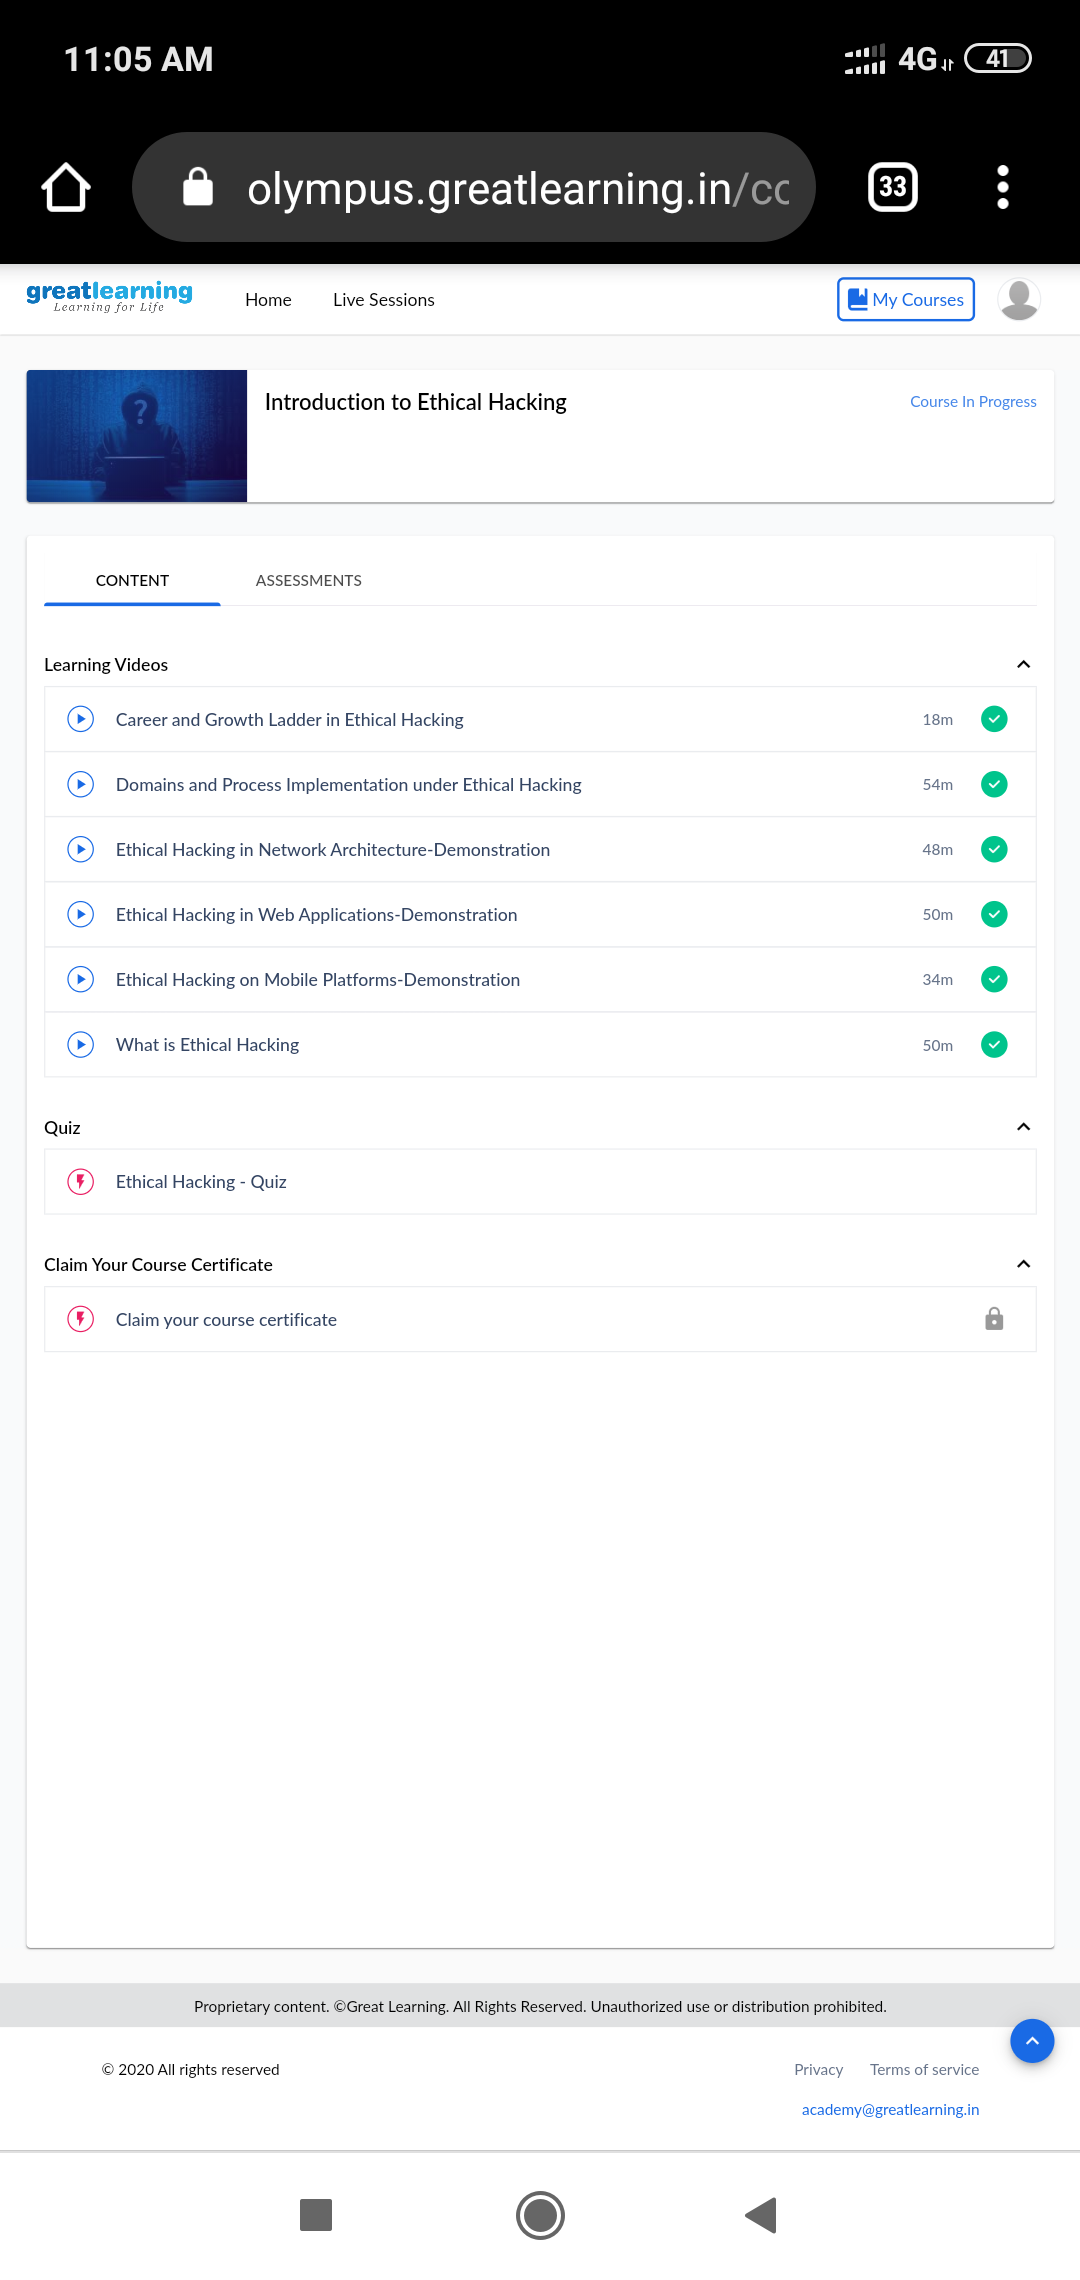 11:05 AM
4G 41
olympus.greatlearning.in/cc
33
greatlearning
Learning for Life
Home
Live Sessions
My Courses
?
Introduction to Ethical Hacking
Course In Progress
CONTENT
ASSESSMENTS
Learning Videos
Career and Growth Ladder in Ethical Hacking 18m
Domains and Process Implementation under Ethical Hacking 54m
Ethical Hacking in Network Architecture-Demonstration 48m
Ethical Hacking in Web Applications-Demonstration 50m
Ethical Hacking on Mobile Platforms-Demonstration 34m
What is Ethical Hacking 50m
Quiz
Ethical Hacking - Quiz
Claim Your Course Certificate
Claim your course certificate
Proprietary content. ©Great Learning. All Rights Reserved. Unauthorized use or distribution prohibited.
© 2020 All rights reserved
Privacy Terms of service
academy@greatlearning.in